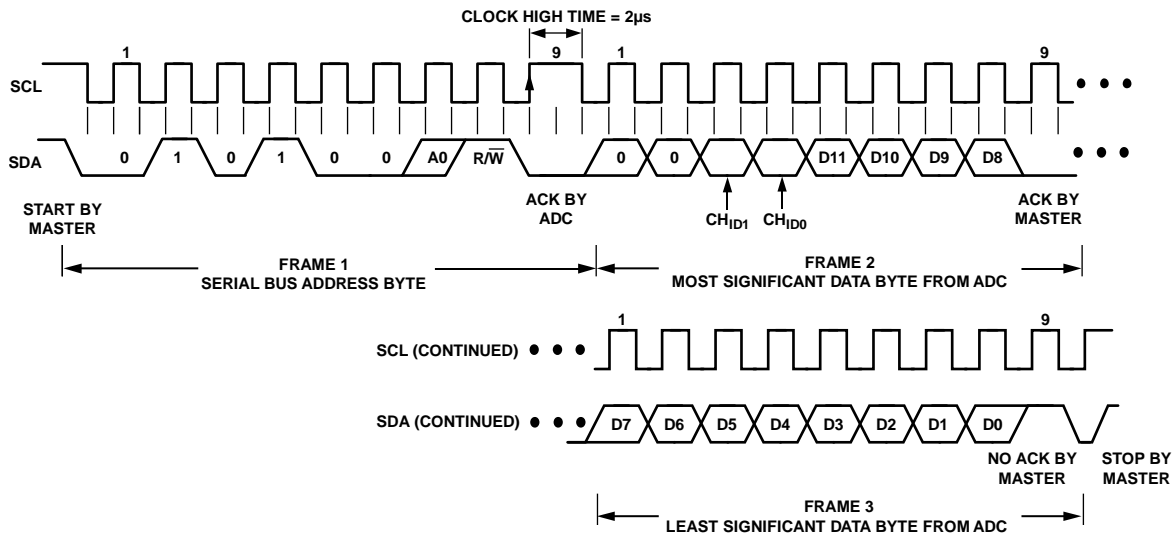 CLOCK HIGH TIME = 2µs
1 9 1 9
SCL
SDA 0 1 0 1 0 0 A0 R/W̅ 0 0 D11 D10 D9 D8
START BY
MASTER
ACK BY
ADC
CH_ID1 CH_ID0
ACK BY
MASTER
FRAME 1
SERIAL BUS ADDRESS BYTE
FRAME 2
MOST SIGNIFICANT DATA BYTE FROM ADC
1 9
SCL (CONTINUED)
SDA (CONTINUED) D7 D6 D5 D4 D3 D2 D1 D0
NO ACK BY
MASTER
STOP BY
MASTER
FRAME 3
LEAST SIGNIFICANT DATA BYTE FROM ADC